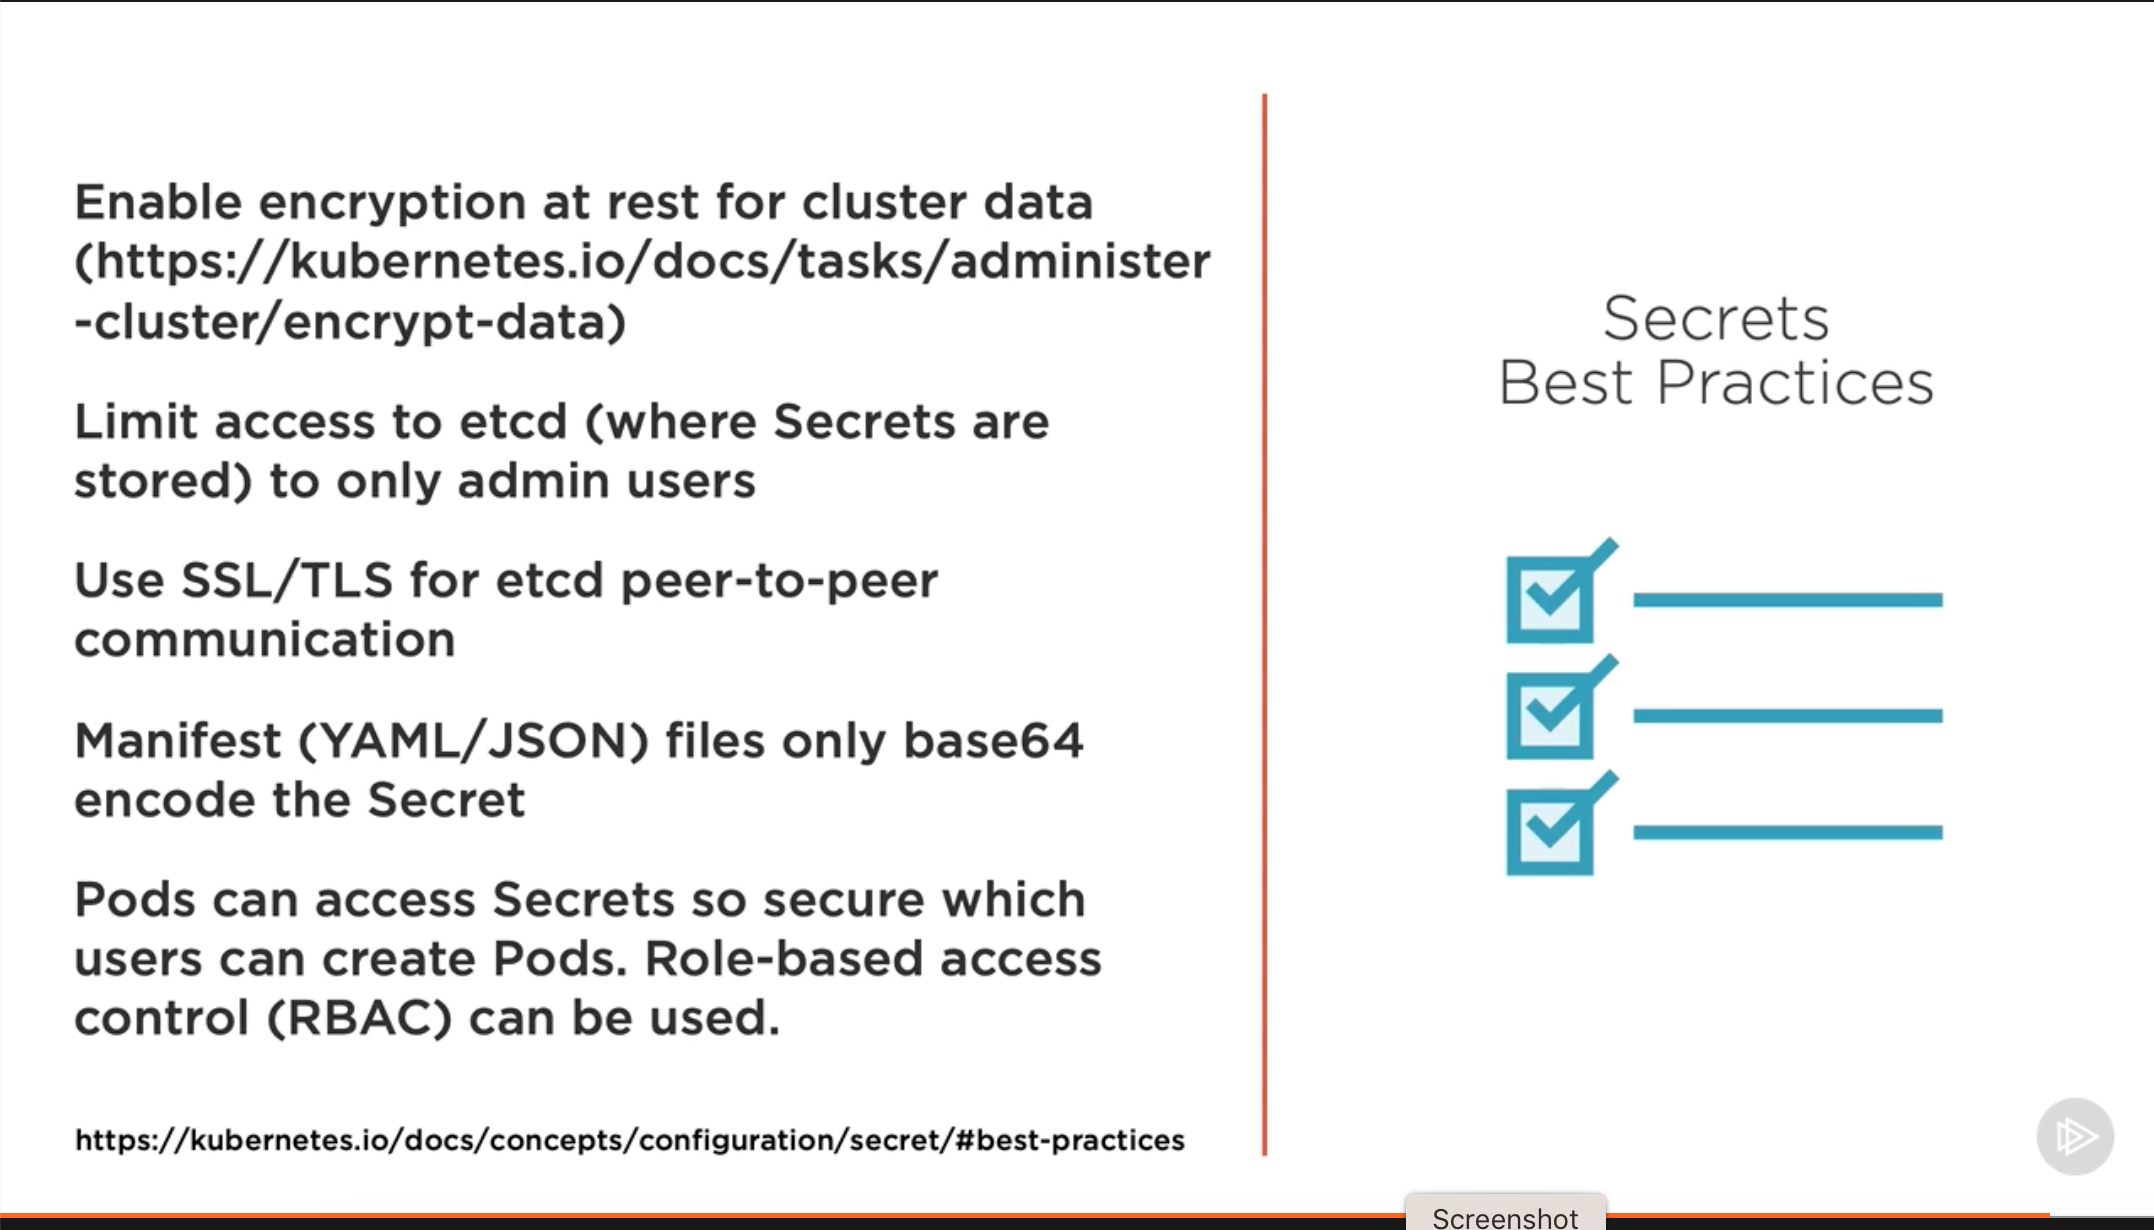 Enable encryption at rest for cluster data
(https://kubernetes.io/docs/tasks/administer
-cluster/encrypt-data)
Limit access to etcd (where Secrets are
stored) to only admin users
Use SSL/TLS for etcd peer-to-peer
communication
Manifest (YAML/JSON) files only base64
encode the Secret
Pods can access Secrets so secure which
users can create Pods. Role-based access
control (RBAC) can be used.
https://kubernetes.io/docs/concepts/configuration/secret/#best-practices
Secrets
Best Practices
Screenshot